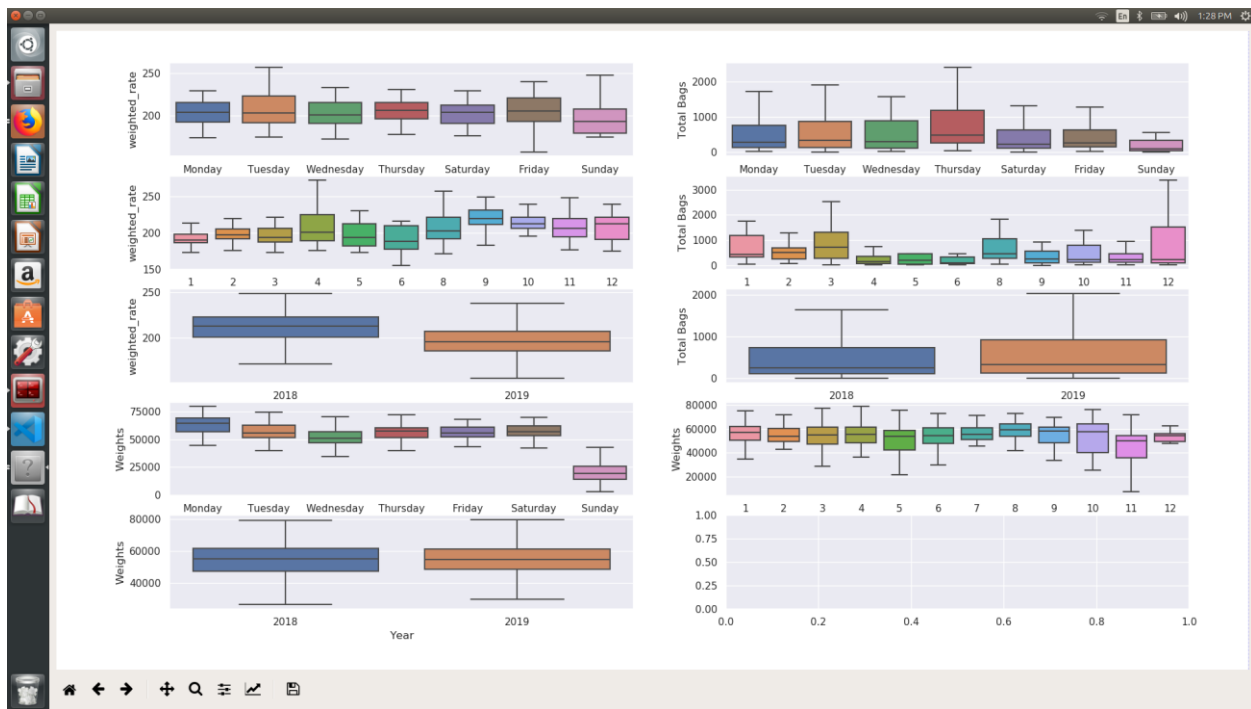 En 1:28 PM
weighted_rate
250
200
Monday Tuesday Wednesday Thursday Saturday Friday Sunday
Total Bags
2000
1000
0
Monday Tuesday Wednesday Thursday Saturday Friday Sunday
weighted_rate
250
200
150
1 2 3 4 5 6 8 9 10 11 12
Total Bags
3000
2000
1000
0
1 2 3 4 5 6 8 9 10 11 12
weighted_rate
250
200
2018 2019
Total Bags
2000
1000
0
2018 2019
Weights
75000
50000
25000
0
Monday Tuesday Wednesday Thursday Friday Saturday Sunday
Weights
80000
60000
40000
20000
1 2 3 4 5 6 7 8 9 10 11 12
Weights
80000
60000
40000
2018 2019
Year
1.00
0.75
0.50
0.25
0.00
0.0 0.2 0.4 0.6 0.8 1.0